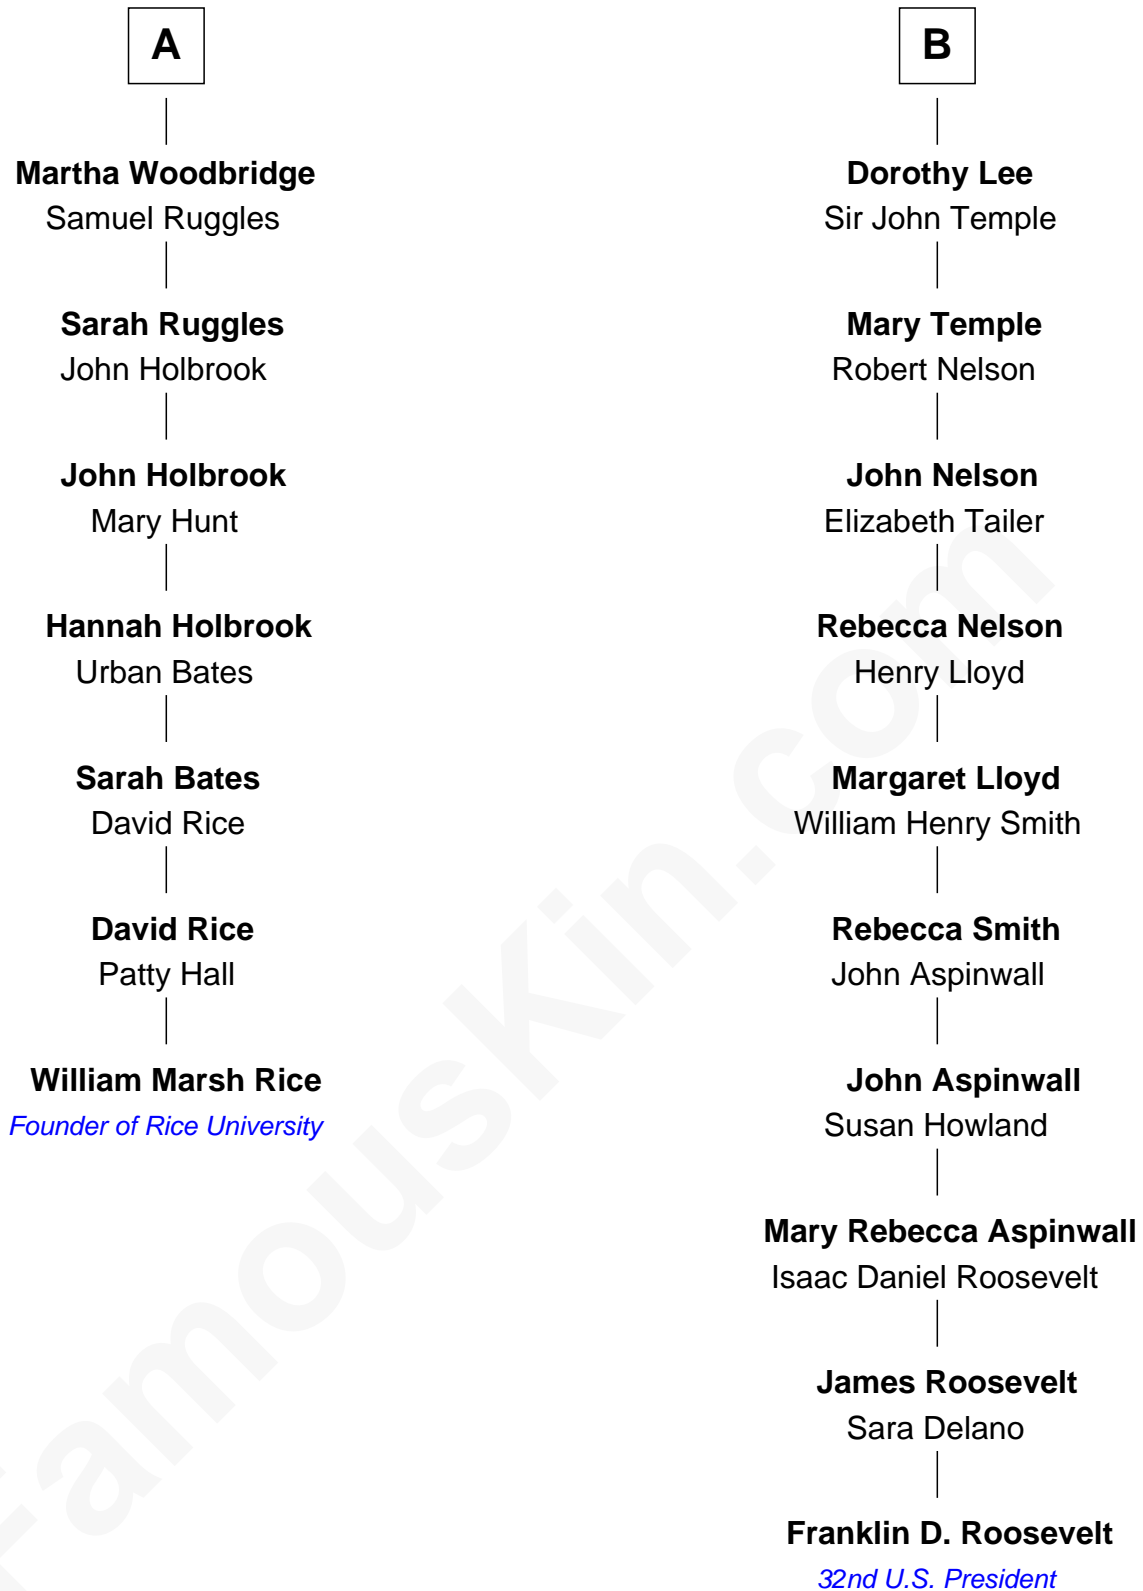 A
Martha Woodbridge
Samuel Ruggles
Sarah Ruggles
John Holbrook
John Holbrook
Mary Hunt
Hannah Holbrook
Urban Bates
Sarah Bates
David Rice
David Rice
Patty Hall
William Marsh Rice
Founder of Rice University
B
Dorothy Lee
Sir John Temple
Mary Temple
Robert Nelson
John Nelson
Elizabeth Tailer
Rebecca Nelson
Henry Lloyd
Margaret Lloyd
William Henry Smith
Rebecca Smith
John Aspinwall
John Aspinwall
Susan Howland
Mary Rebecca Aspinwall
Isaac Daniel Roosevelt
James Roosevelt
Sara Delano
Franklin D. Roosevelt
32nd U.S. President
FamousKin.com